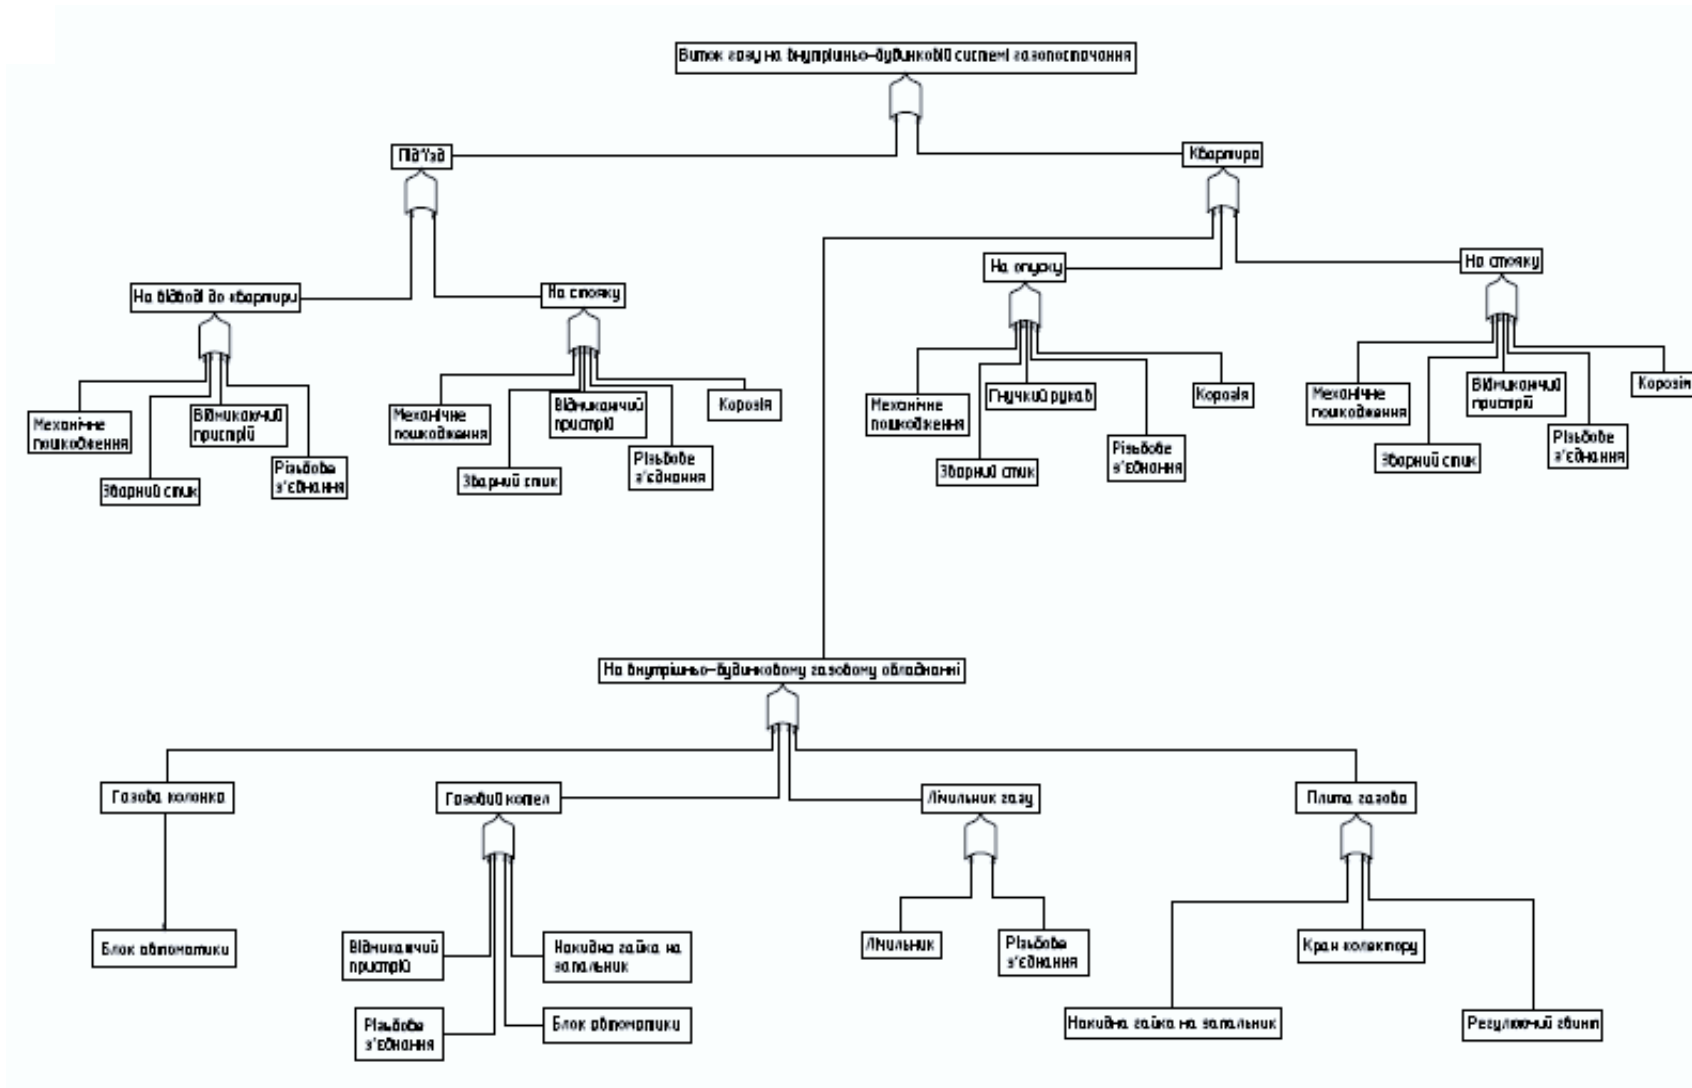 Виток газу на внутрішньо-будинковій системі газопостачання
Під'їзд
Квартира
На відводі до квартири
На стояку
На опуску
На стояку
Механічне
пошкодження
Зварний стик
Відмикаючий
пристрій
Різьбове
з'єднання
Механічне
пошкодження
Зварний стик
Відмикаючий
пристрій
Різьбове
з'єднання
Корозія
Механічне
пошкодження
Зварний стик
Гнучкий рукав
Різьбове
з'єднання
Корозія
Механічне
пошкодження
Зварний стик
Відмикаючий
пристрій
Різьбове
з'єднання
Корозія
На внутрішньо-будинковому газовому обладнанні
Газова колонка
Газовий котел
Лічильник газу
Плита газова
Блок автоматики
Відмикаючий
пристрій
Різьбове
з'єднання
Накидна гайка на
запальник
Блок автоматики
Лічильник
Різьбове
з'єднання
Накидна гайка на запальник
Кран колектору
Регулюючий гвинт